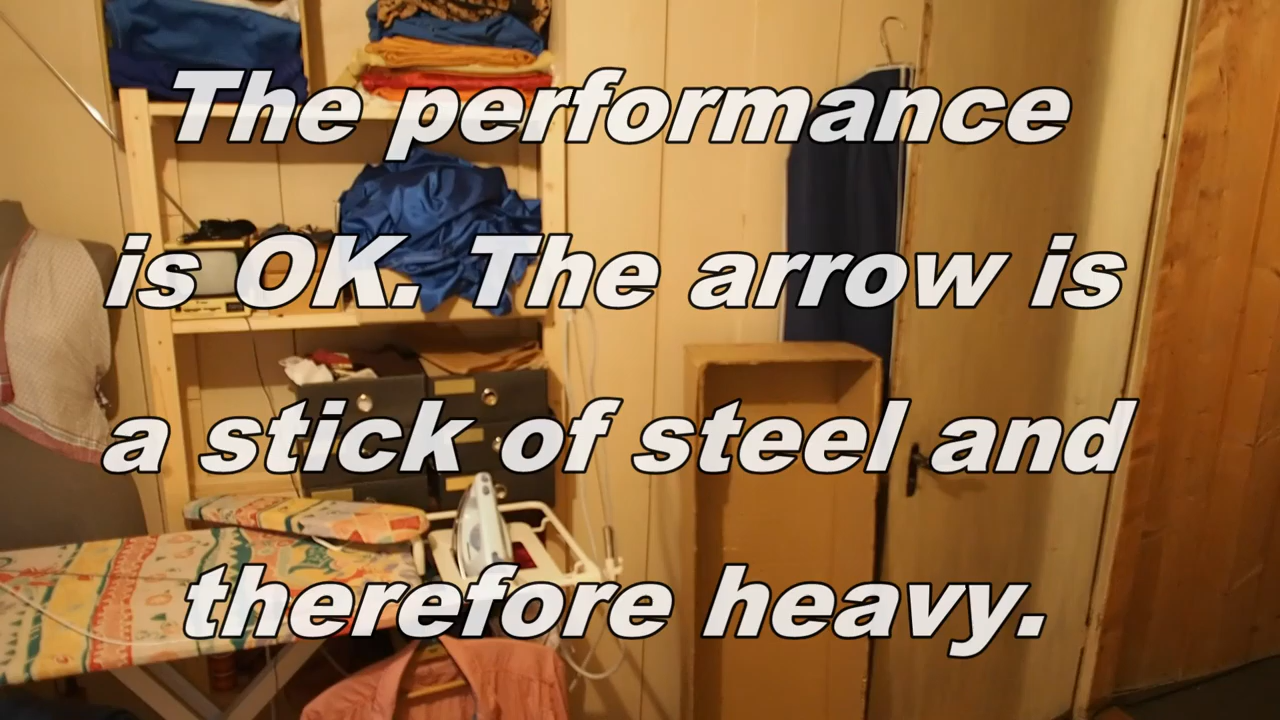 The performance
is OK. The arrow is
a stick of steel and
therefore heavy.